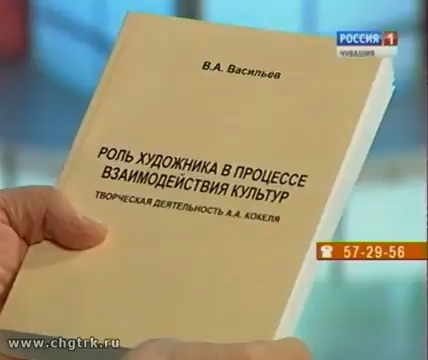 РОССИЯ 1
ЧУВАШИЯ
В.А. Васильев
РОЛЬ ХУДОЖНИКА В ПРОЦЕССЕ
ВЗАИМОДЕЙСТВИЯ КУЛЬТУР
ТВОРЧЕСКАЯ ДЕЯТЕЛЬНОСТЬ А.А. КОКЕЛЯ
57-29-56
www.chgtrk.ru